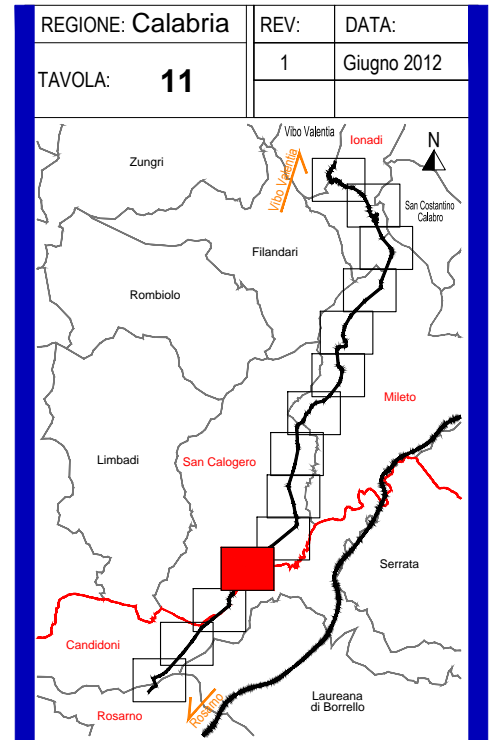 REGIONE: Calabria
REV:
DATA:
TAVOLA: 11
1
Giugno 2012
Vibo Valentia
Ionadi
N
Zungri
Vibo Valentia
San Costantino
Calabro
Filandari
Rombiolo
Mileto
Limbadi
San Calogero
Serrata
Candidoni
Rosarno
Rosarno
Laureana
di Borrello